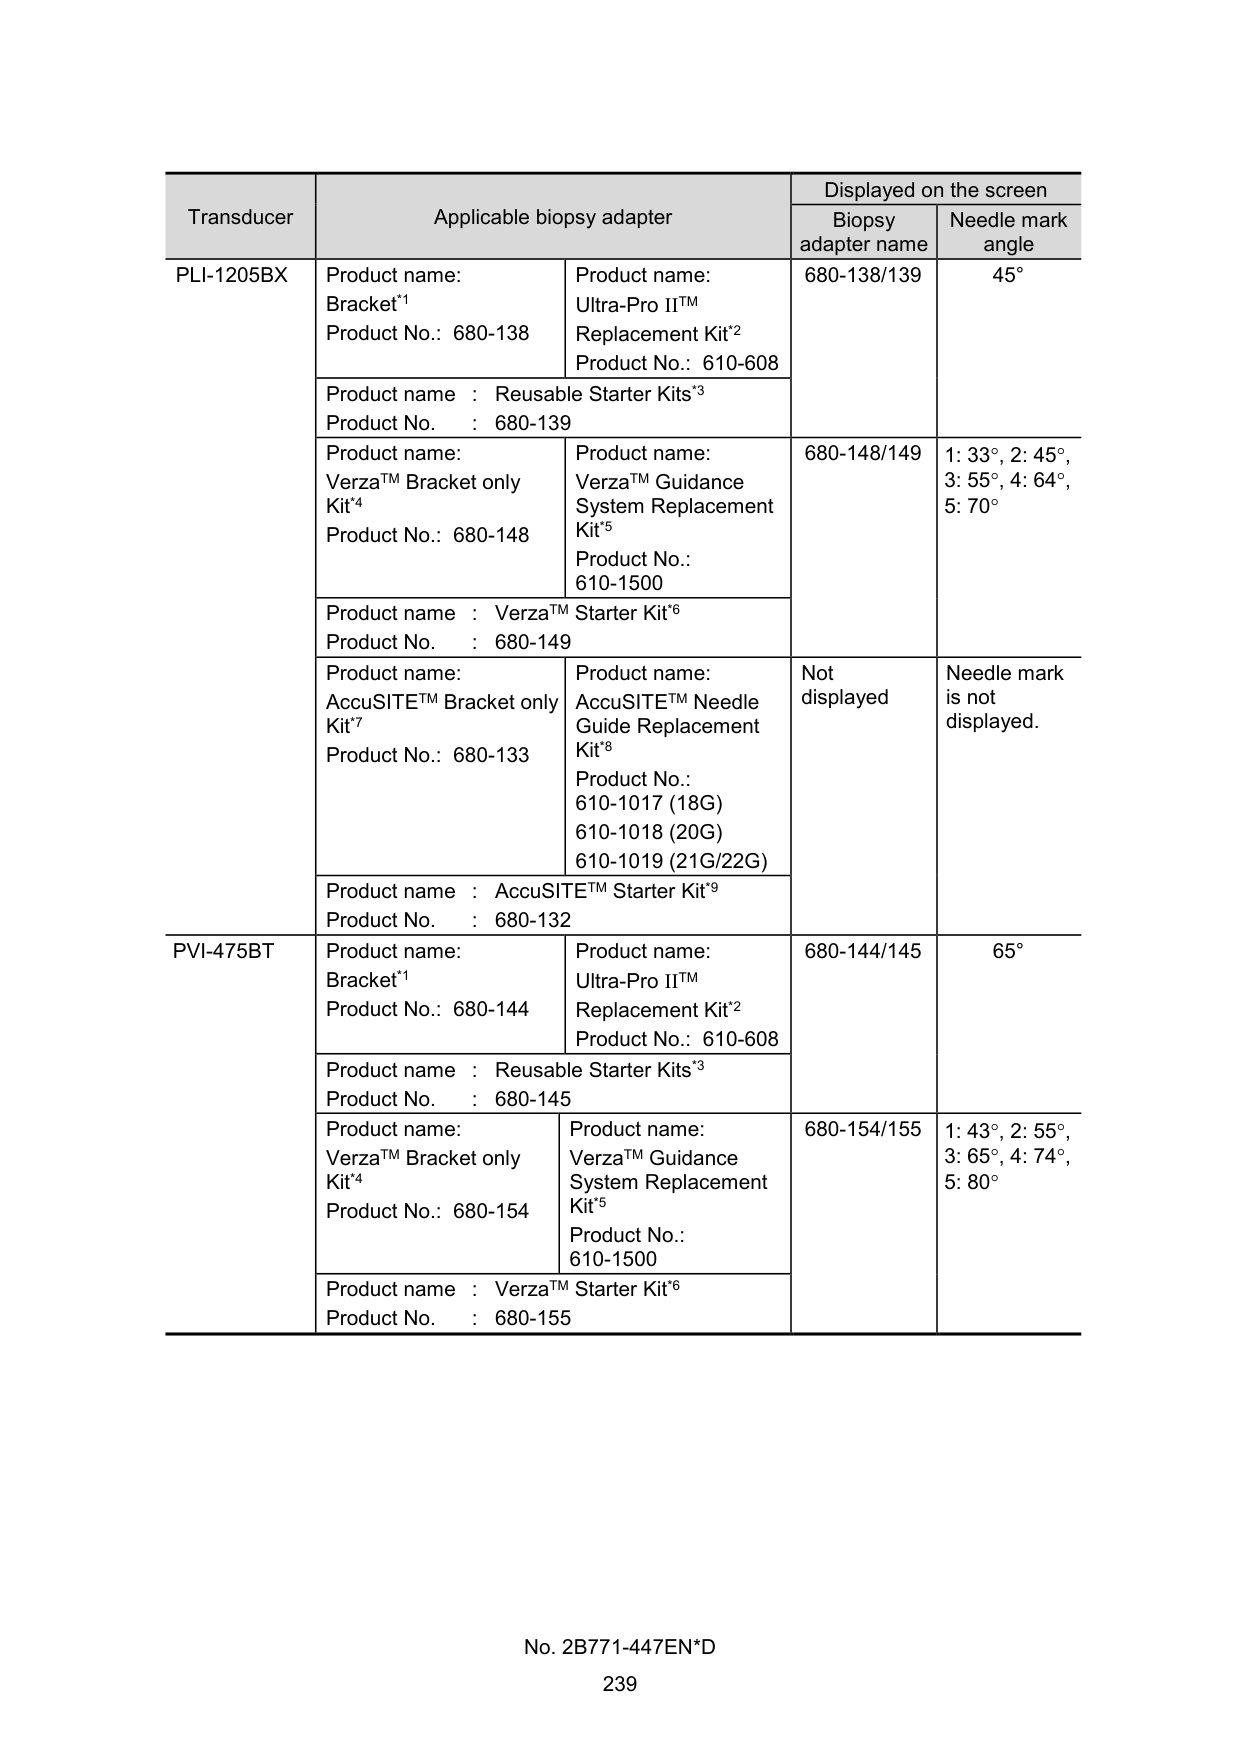 Transducer
Applicable biopsy adapter
Displayed on the screen
Biopsy
adapter name
Needle mark
angle
PLI-1205BX
Product name:
Bracket*1
Product No.: 680-138
Product name:
Ultra-Pro II™
Replacement Kit*2
Product No.: 610-608
680-138/139
45°
Product name : Reusable Starter Kits*3
Product No. : 680-139
Product name:
Verza™ Bracket only
Kit*4
Product No.: 680-148
Product name:
Verza™ Guidance
System Replacement
Kit*5
Product No.:
610-1500
680-148/149
1: 33°, 2: 45°,
3: 55°, 4: 64°,
5: 70°
Product name : Verza™ Starter Kit*6
Product No. : 680-149
Product name:
AccuSITE™ Bracket only
Kit*7
Product No.: 680-133
Product name:
AccuSITE™ Needle
Guide Replacement
Kit*8
Product No.:
610-1017 (18G)
610-1018 (20G)
610-1019 (21G/22G)
Not
displayed
Needle mark
is not
displayed.
Product name : AccuSITE™ Starter Kit*9
Product No. : 680-132
PVI-475BT
Product name:
Bracket*1
Product No.: 680-144
Product name:
Ultra-Pro II™
Replacement Kit*2
Product No.: 610-608
680-144/145
65°
Product name : Reusable Starter Kits*3
Product No. : 680-145
Product name:
Verza™ Bracket only
Kit*4
Product No.: 680-154
Product name:
Verza™ Guidance
System Replacement
Kit*5
Product No.:
610-1500
680-154/155
1: 43°, 2: 55°,
3: 65°, 4: 74°,
5: 80°
Product name : Verza™ Starter Kit*6
Product No. : 680-155
No. 2B771-447EN*D
239